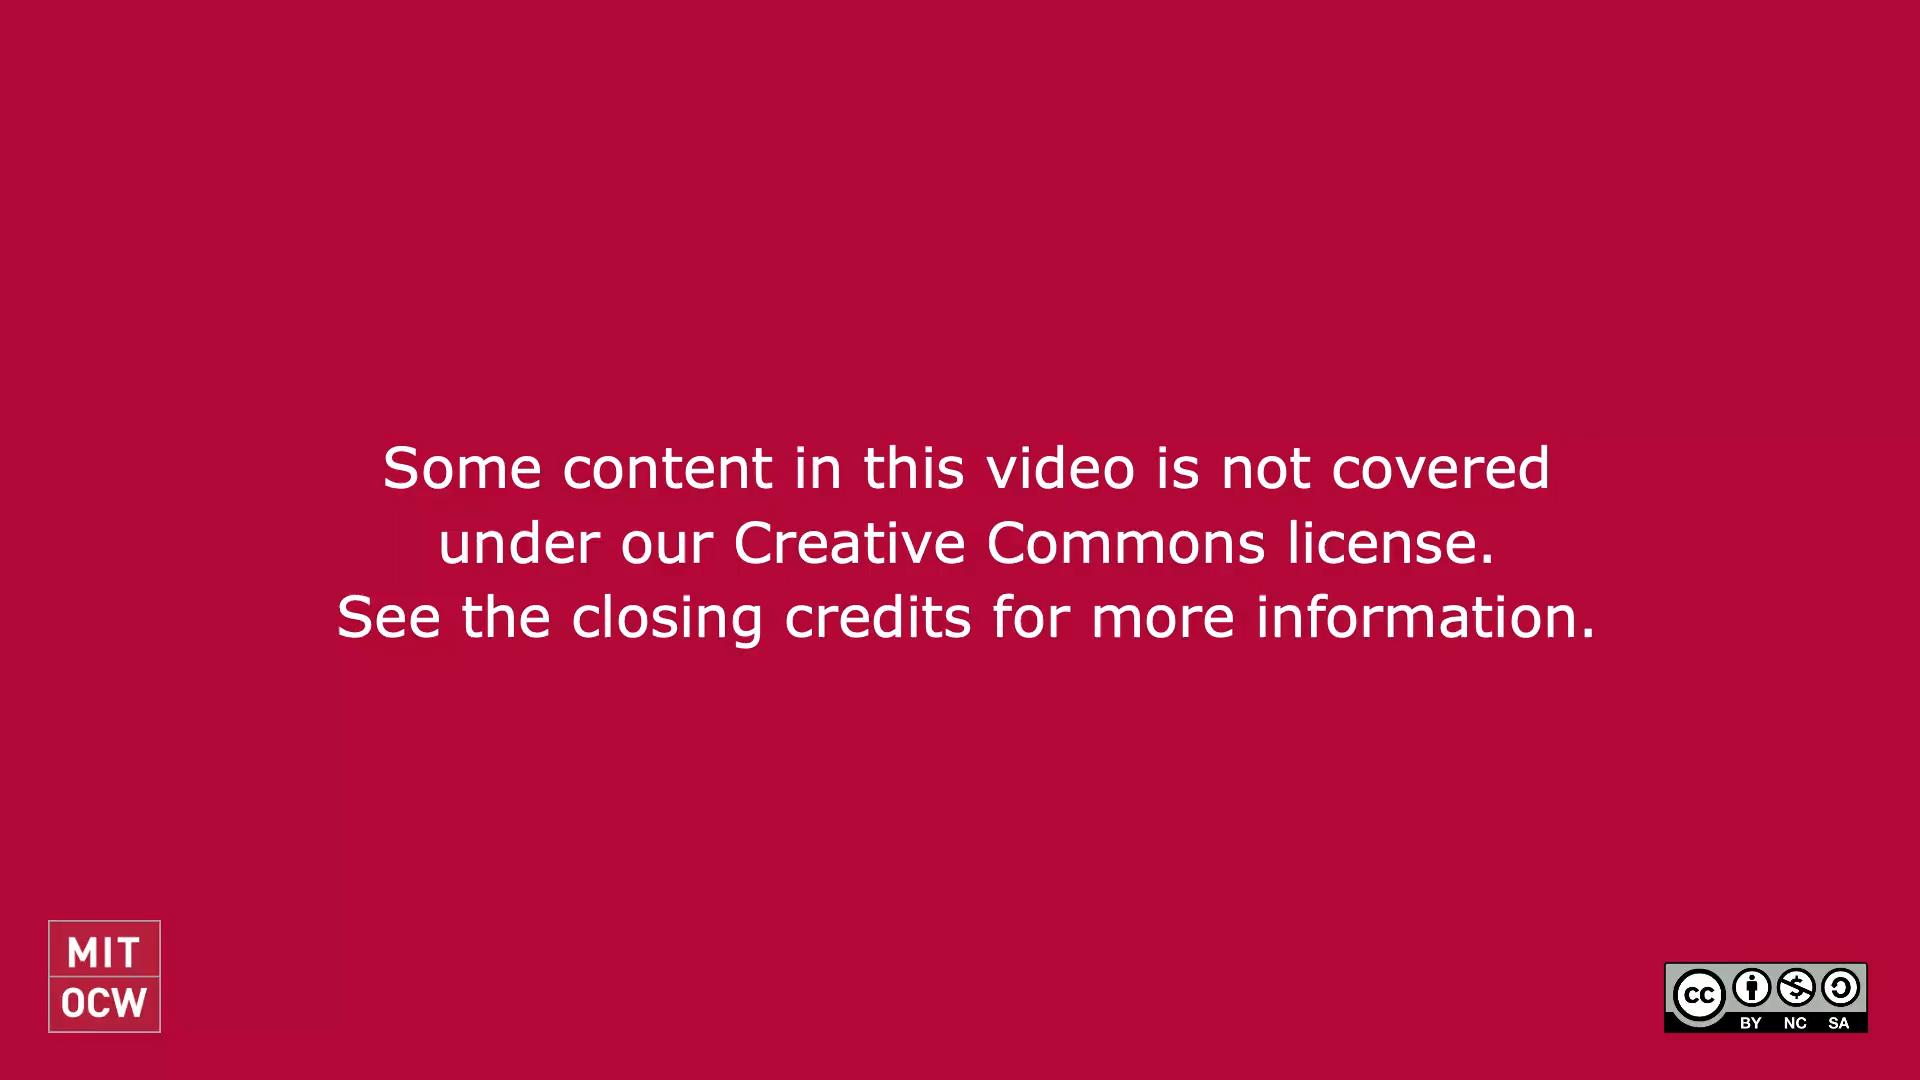 Some content in this video is not covered
under our Creative Commons license.
See the closing credits for more information.
MIT
OCW
cc
BY NC SA